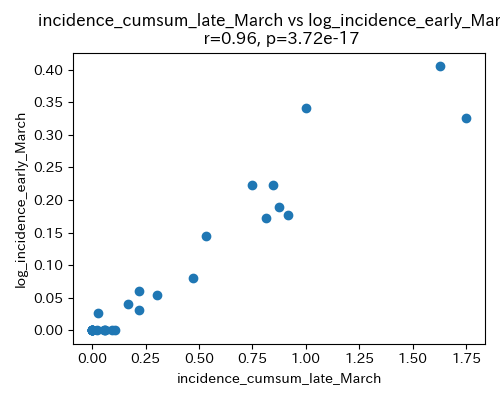 incidence_cumsum_late_March vs log_incidence_early_Mar
r=0.96, p=3.72e-17
0.40
0.35
0.30
0.25
0.20
0.15
0.10
0.05
0.00
log_incidence_early_March
0.00 0.25 0.50 0.75 1.00 1.25 1.50 1.75
incidence_cumsum_late_March